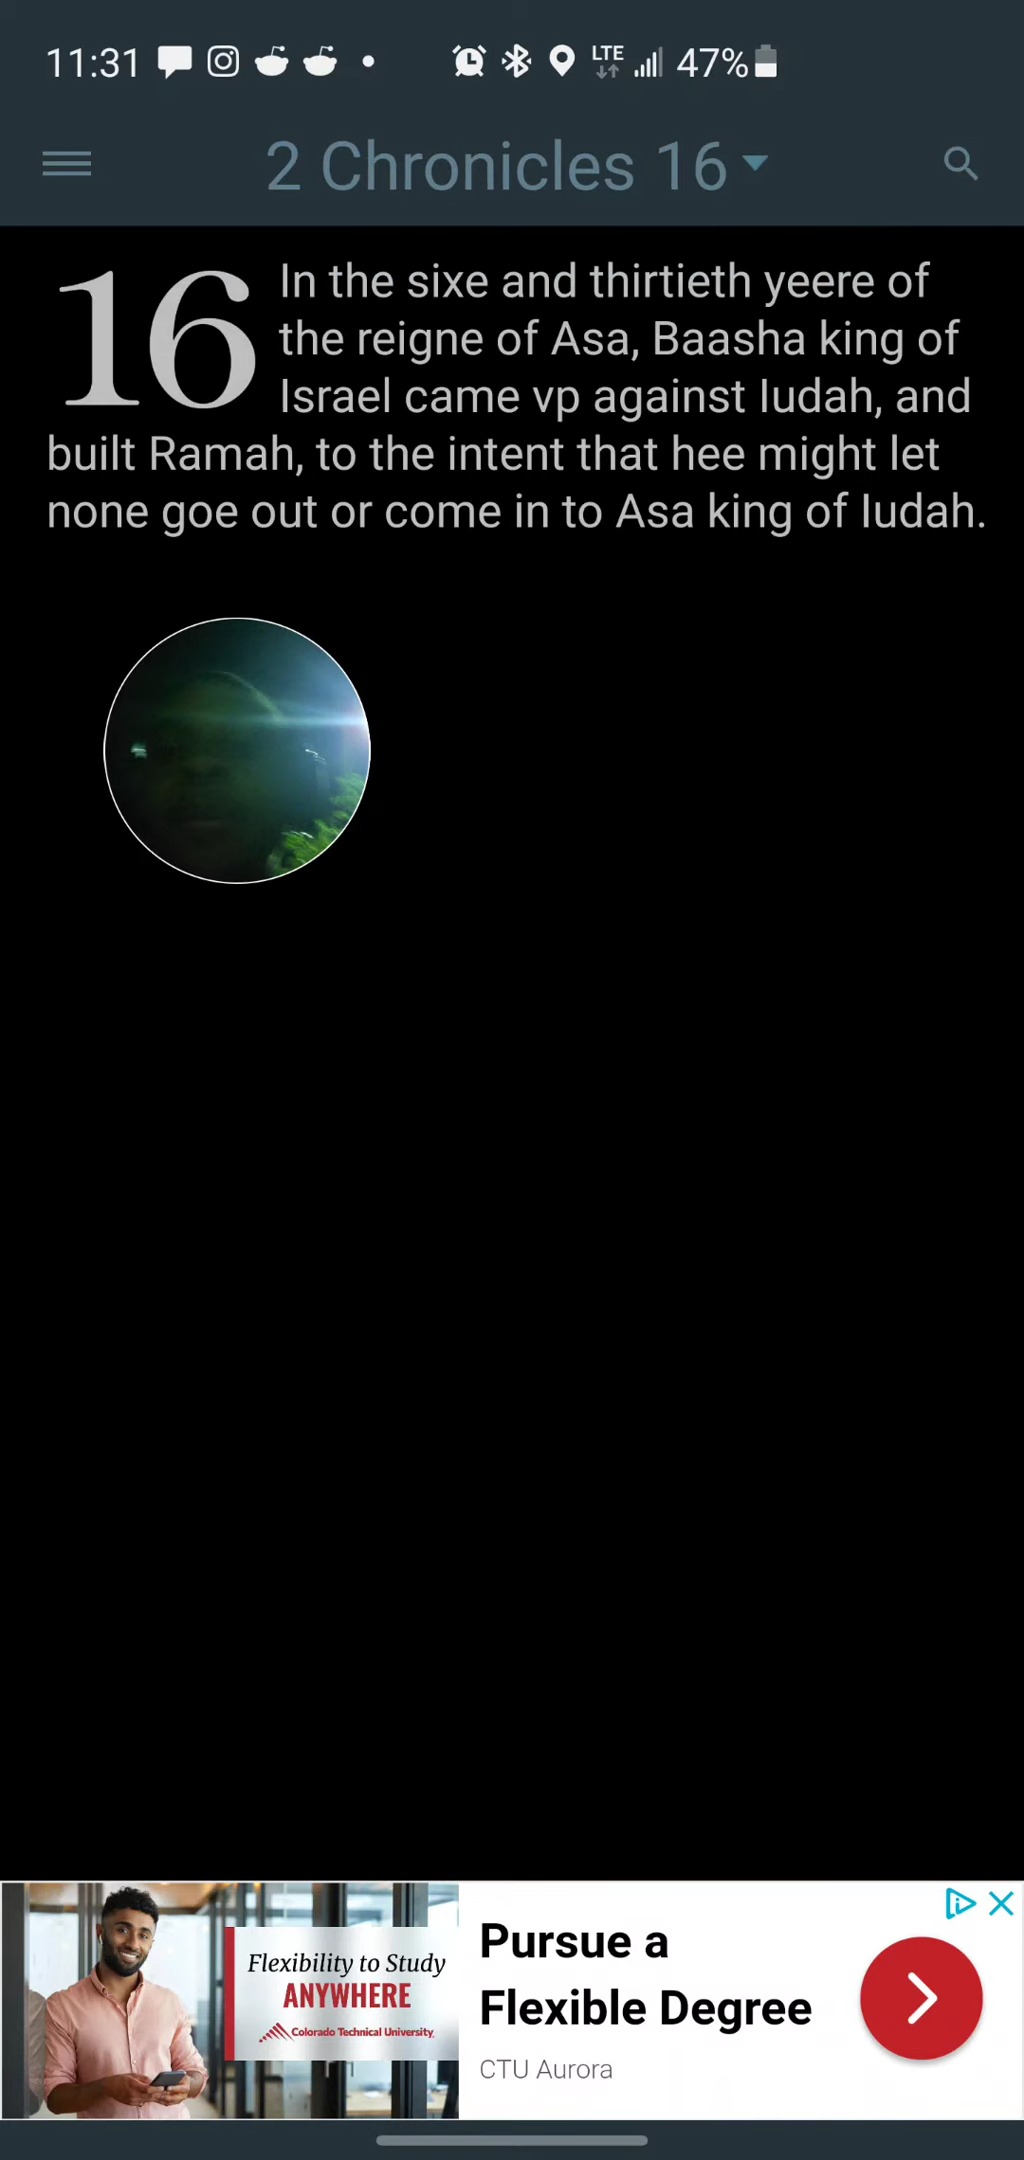 11:31 LTE 47%
2 Chronicles 16
16 In the sixe and thirtieth yeere of
the reigne of Asa, Baasha king of
Israel came vp against Iudah, and
built Ramah, to the intent that hee might let
none goe out or come in to Asa king of Iudah.
Flexibility to Study
ANYWHERE
Colorado Technical University
Pursue a
Flexible Degree
CTU Aurora